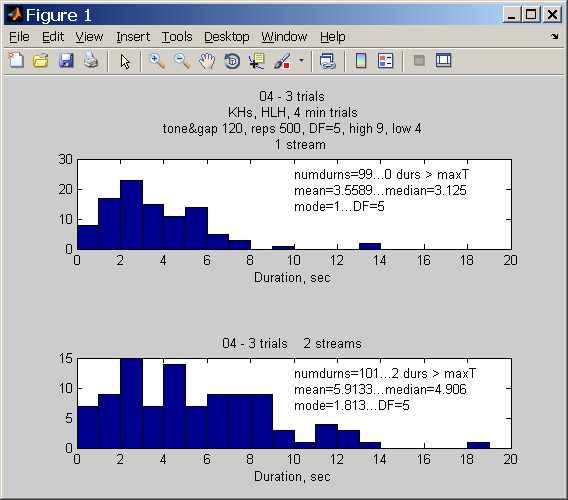 Figure 1
File Edit View Insert Tools Desktop Window Help
04 - 3 trials
KHs, HLH, 4 min trials
tone&gap 120, reps 500, DF=5, high 9, low 4
1 stream
30
20
10
0
numdurns=99...0 durs > maxT
mean=3.5589...median=3.125
mode=1...DF=5
0 2 4 6 8 10 12 14 16 18 20
Duration, sec
04 - 3 trials 2 streams
15
10
5
0
numdurns=101...2 durs > maxT
mean=5.9133...median=4.906
mode=1.813...DF=5
0 2 4 6 8 10 12 14 16 18 20
Duration, sec